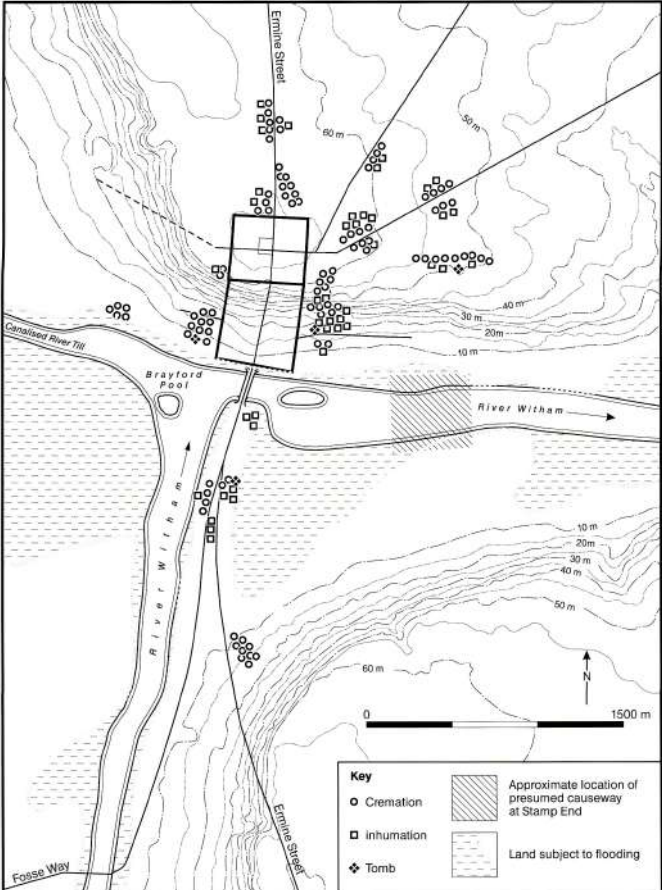 Ermine Street
60 m
50 m
40 m
30 m
20m
10 m
Canalised River Till
Brayford
Pool
River Witham
River Witham
10 m
20m
30 m
40 m
50 m
60 m
N
0 1500 m
Ermine Street
Fosse Way
Key
Cremation
inhumation
Tomb
Approximate location of
presumed causeway
at Stamp End
Land subject to flooding